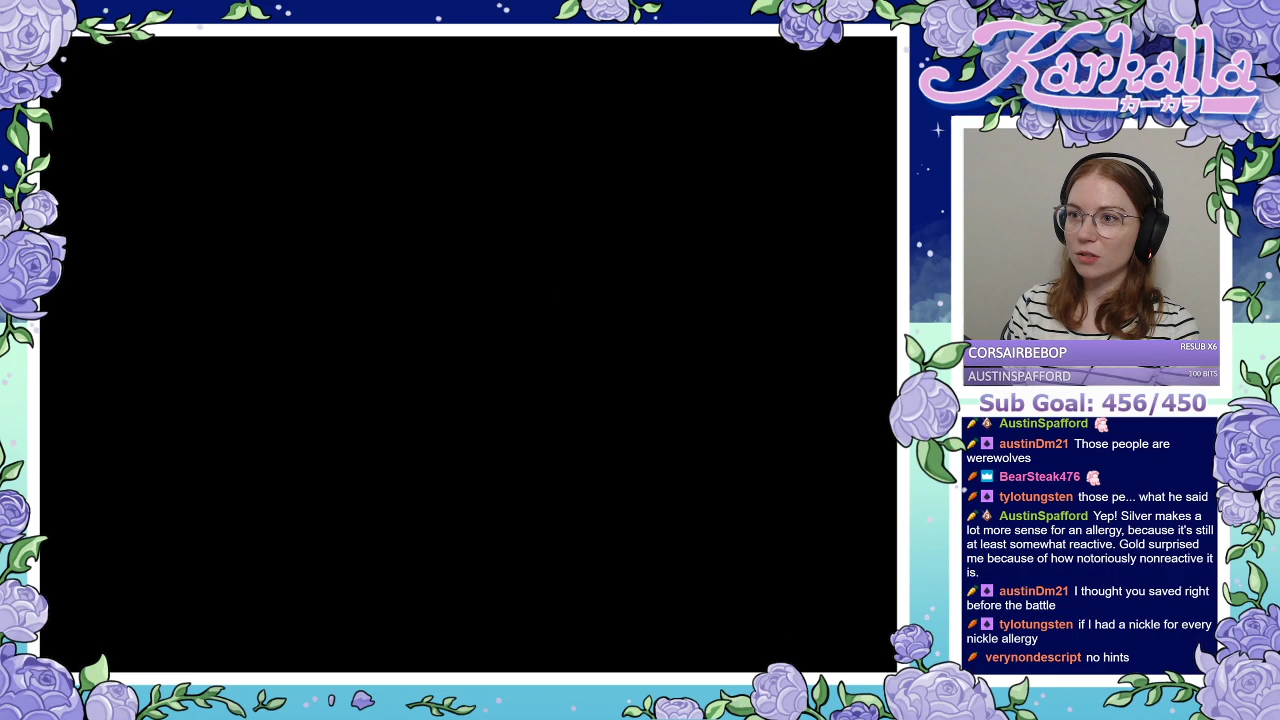 Karkalla
カーカラ
CORSAIRBEBOP RESUB X6
AUSTINSPAFFORD 100 BITS
Sub Goal: 456/450
AustinSpafford
austinDm21 Those people are
werewolves
BearSteak476
tylotungsten those pe... what he said
AustinSpafford Yep! Silver makes a
lot more sense for an allergy, because it's still
at least somewhat reactive. Gold surprised
me because of how notoriously nonreactive it
is.
austinDm21 I thought you saved right
before the battle
tylotungsten if I had a nickle for every
nickle allergy
verynondescript no hints